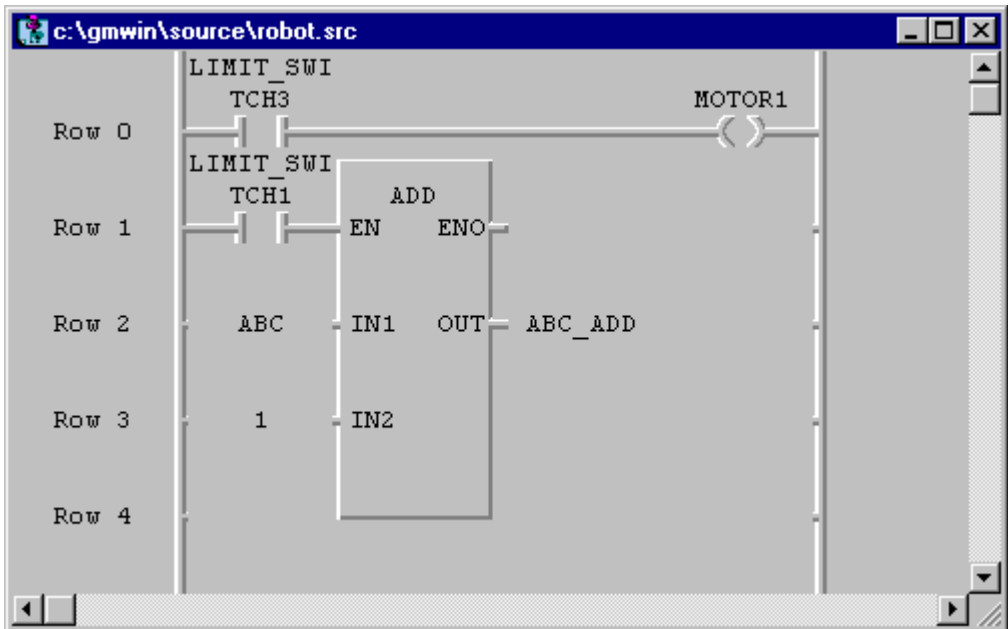 c:\gmwin\source\robot.src
LIMIT_SWI
TCH3 MOTOR1
Row 0
LIMIT_SWI
TCH1 ADD
Row 1 EN ENO
Row 2 ABC IN1 OUT ABC_ADD
Row 3 1 IN2
Row 4